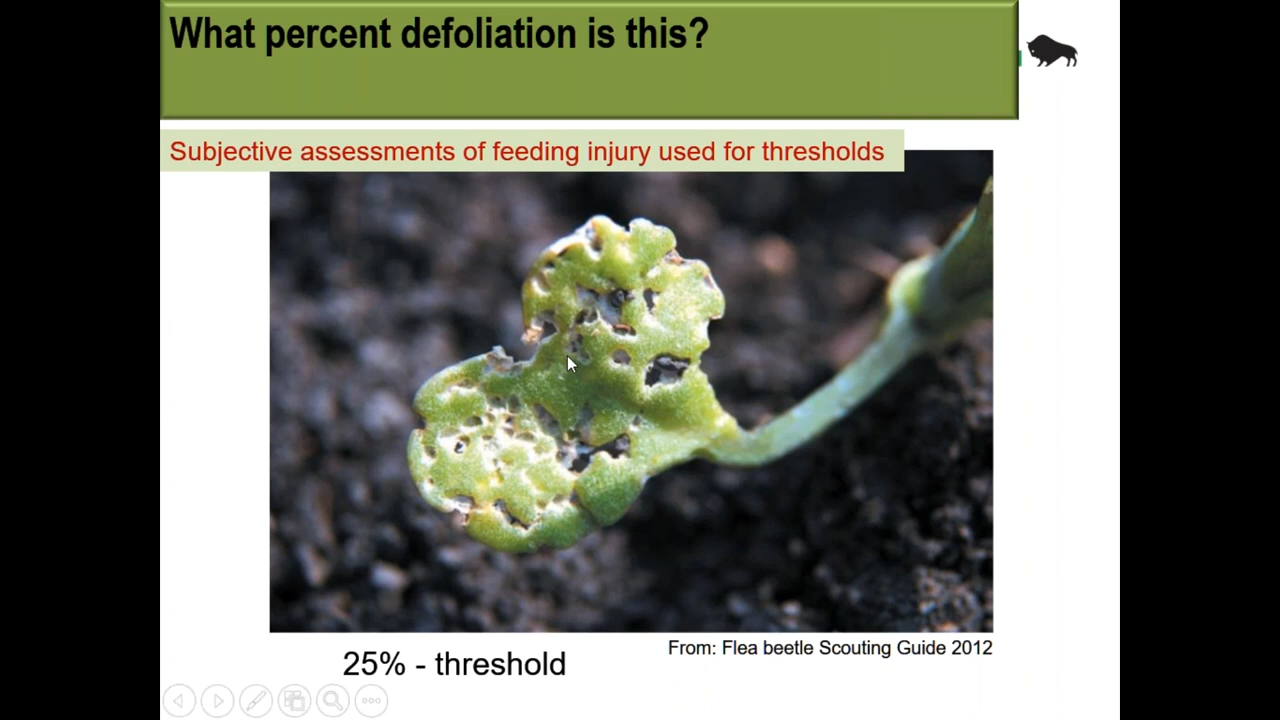 What percent defoliation is this?
Subjective assessments of feeding injury used for thresholds
From: Flea beetle Scouting Guide 2012
25% - threshold